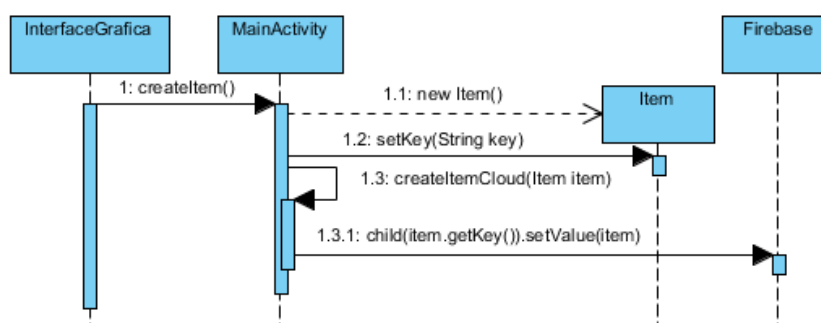 InterfaceGrafica
MainActivity
Firebase
1: createItem()
1.1: new Item()
Item
1.2: setKey(String key)
1.3: createItemCloud(Item item)
1.3.1: child(item.getKey()).setValue(item)